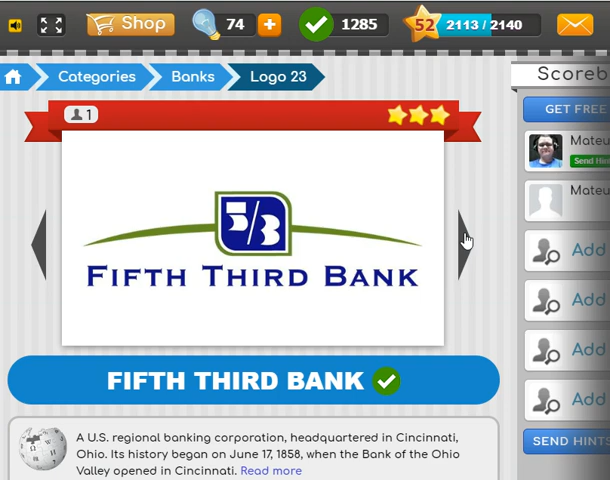 Shop
74
1285
52
2113 / 2140
Categories
Banks
Logo 23
Scoreb
1
GET FREE
Mateu
Send Hin
Mateu
5/3
FIFTH THIRD BANK
Add
Add
Add
Add
FIFTH THIRD BANK
SEND HINTS
A U.S. regional banking corporation, headquartered in Cincinnati,
Ohio. Its history began on June 17, 1858, when the Bank of the Ohio
Valley opened in Cincinnati. Read more